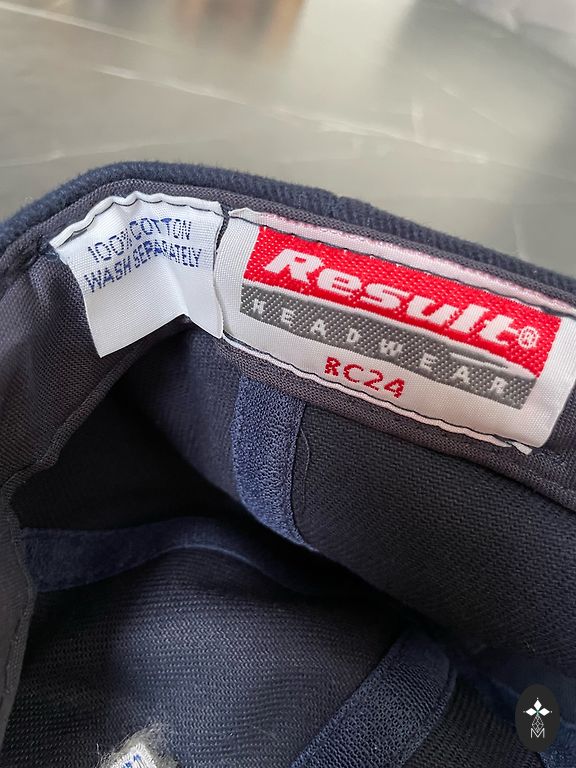 100% COTTON
WASH SEPARATELY
Result®
HEADWEAR
RC24
M